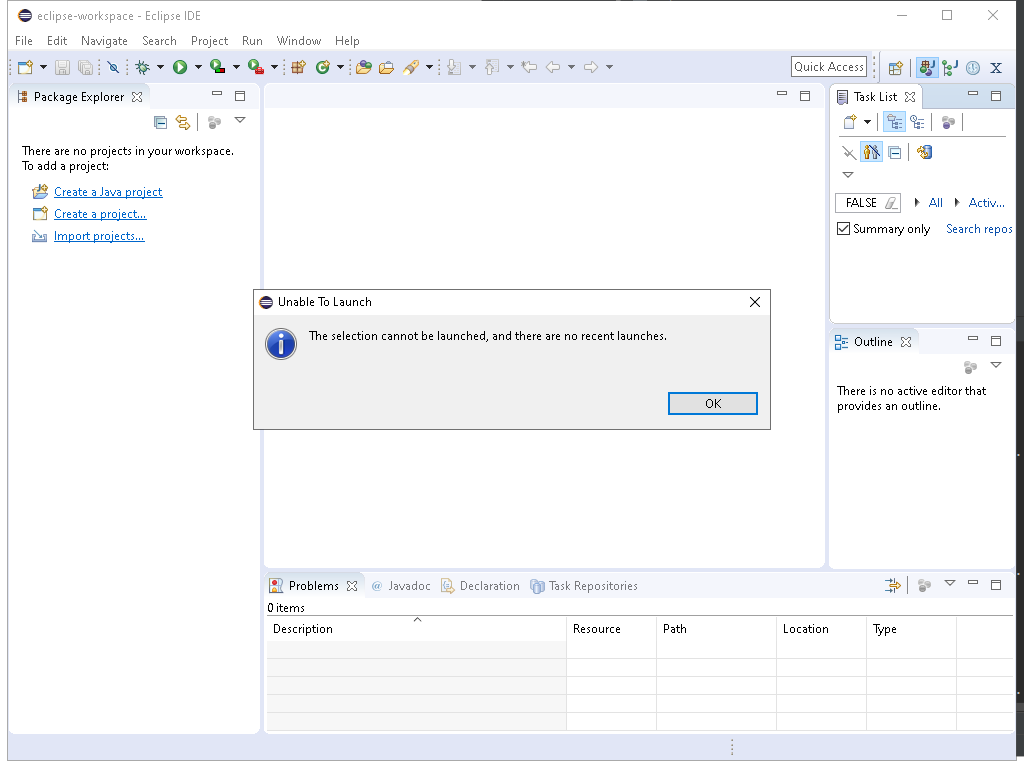 eclipse-workspace - Eclipse IDE
File Edit Navigate Search Project Run Window Help
Quick Access
Package Explorer
There are no projects in your workspace.
To add a project:
Create a Java project
Create a project...
Import projects...
Task List
FALSE All Activ...
Summary only Search repos
Unable To Launch
The selection cannot be launched, and there are no recent launches.
OK
Outline
There is no active editor that
provides an outline.
Problems @ Javadoc Declaration Task Repositories
0 items
Description Resource Path Location Type